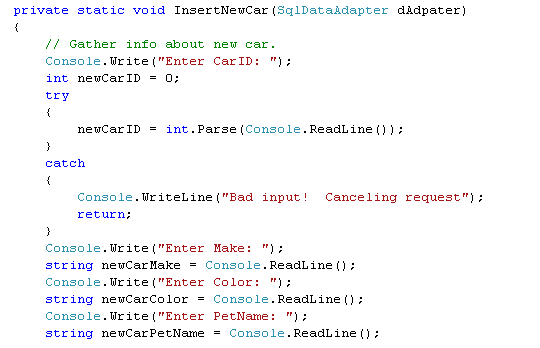 private static void InsertNewCar(SqlDataAdapter dAdpater)
{
    // Gather info about new car.
    Console.Write("Enter CarID: ");
    int newCarID = 0;
    try
    {
        newCarID = int.Parse(Console.ReadLine());
    }
    catch
    {
        Console.WriteLine("Bad input!  Canceling request");
        return;
    }
    Console.Write("Enter Make: ");
    string newCarMake = Console.ReadLine();
    Console.Write("Enter Color: ");
    string newCarColor = Console.ReadLine();
    Console.Write("Enter PetName: ");
    string newCarPetName = Console.ReadLine();